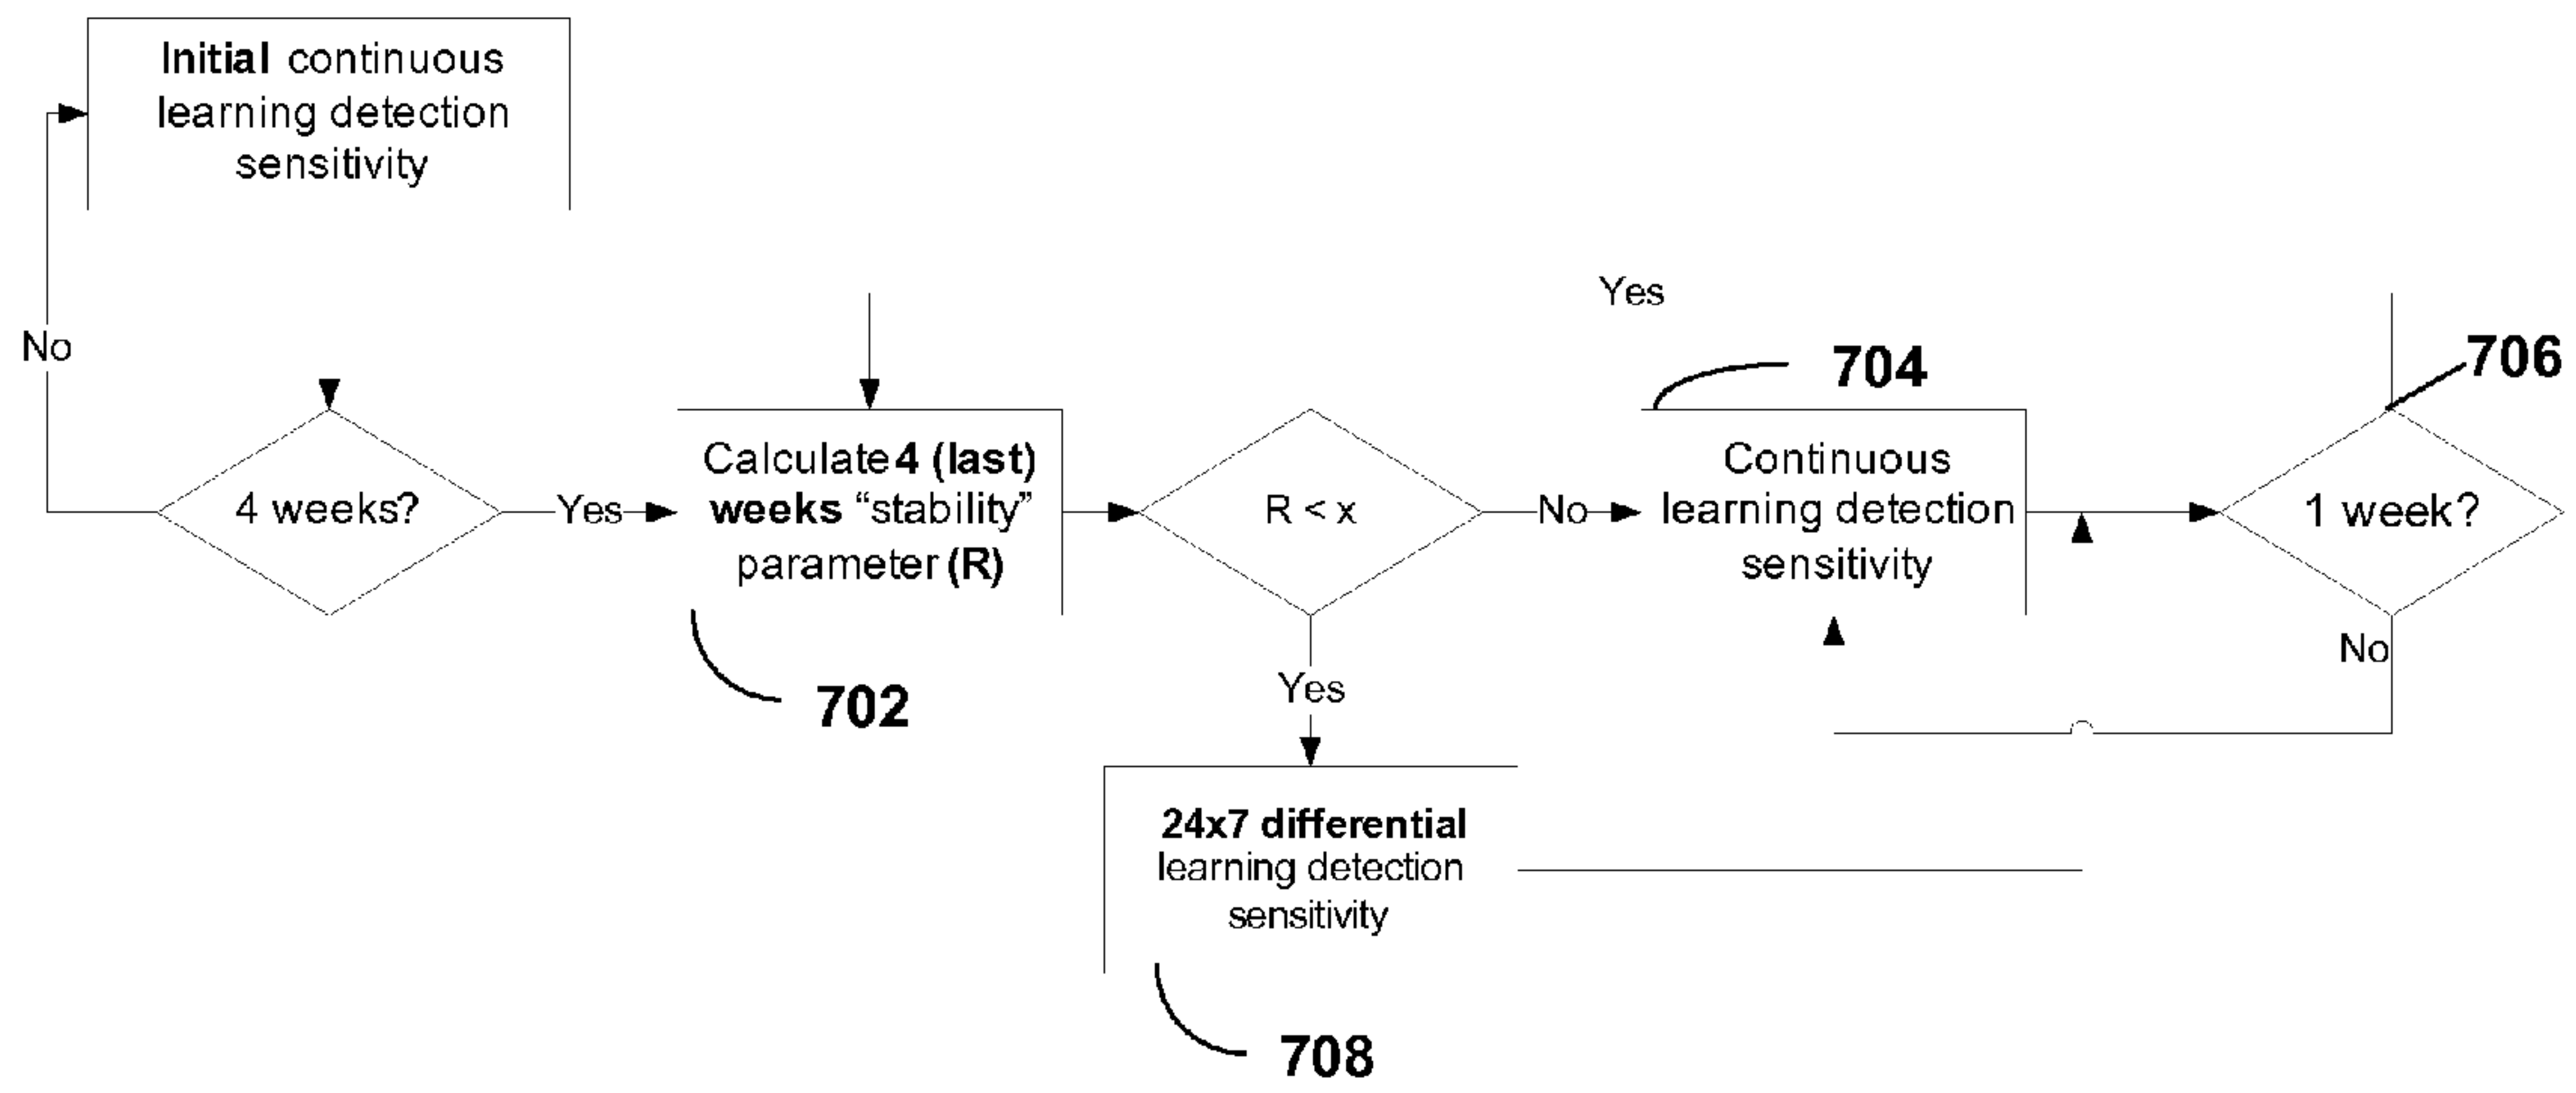 Initial continuous
learning detection
sensitivity
No
4 weeks?
Yes
Calculate 4 (last)
weeks “stability”
parameter (R)
702
R < x
No
Yes
Yes
704
Continuous
learning detection
sensitivity
706
1 week?
No
24x7 differential
learning detection
sensitivity
708